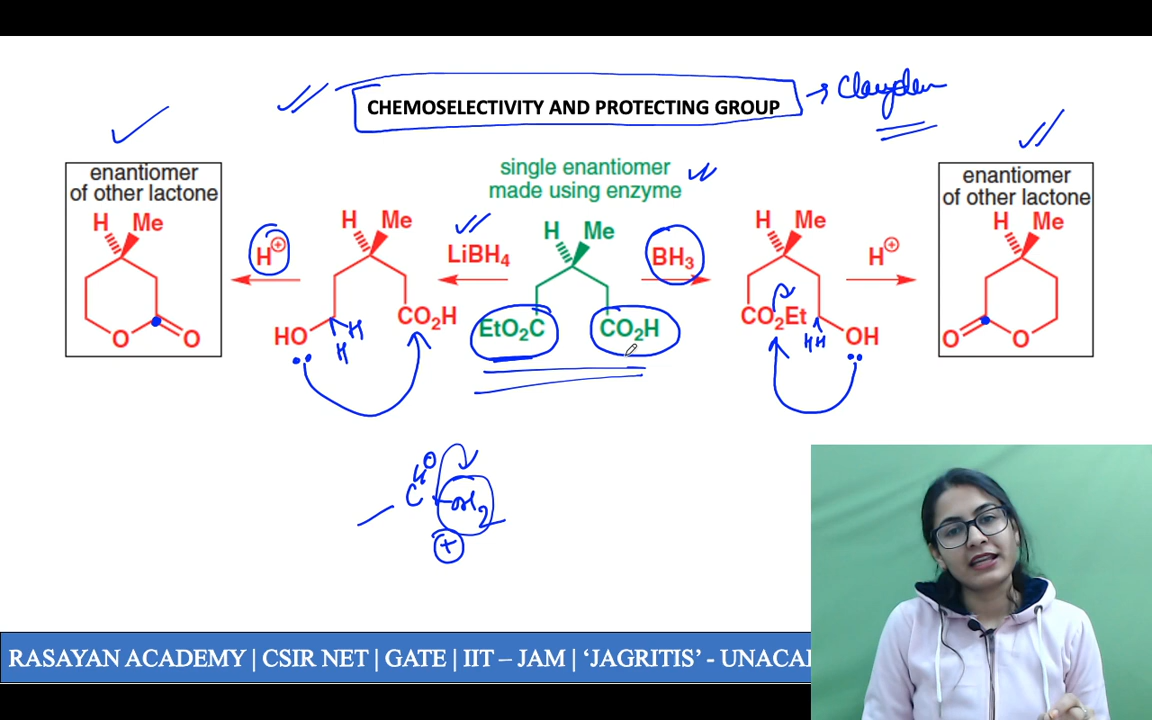 CHEMOSELECTIVITY AND PROTECTING GROUP
→ Clayden
enantiomer
of other lactone
H Me
O O
H⊕
H Me
CO₂H
HO
H
H
LiBH₄
single enantiomer
made using enzyme
H Me
EtO₂C CO₂H
BH₃
H Me
CO₂Et
OH
H H
H⊕
enantiomer
of other lactone
H Me
O O
O
C OH₂
+
RASAYAN ACADEMY | CSIR NET | GATE | IIT – JAM | ‘JAGRITIS’ - UNACA